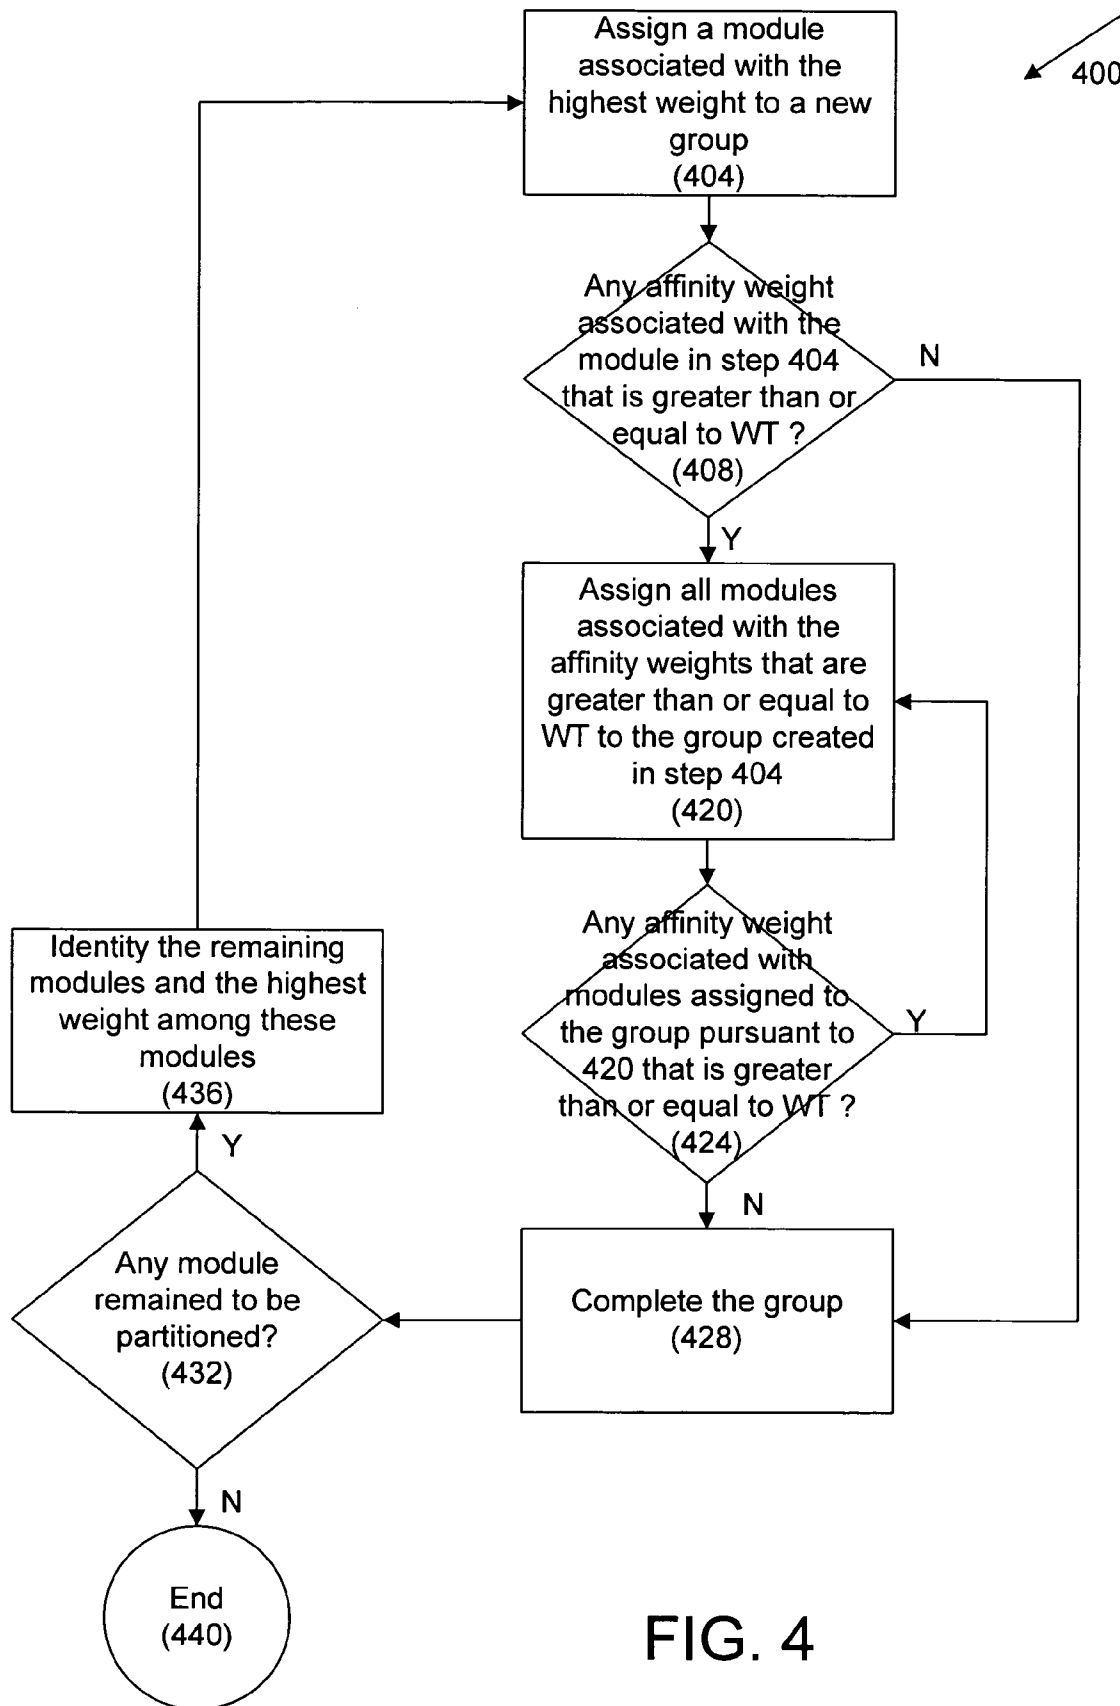 Assign a module
associated with the
highest weight to a new
group
(404)
400
Any affinity weight
associated with the
module in step 404
that is greater than or
equal to WT ?
(408)
N
Y
Assign all modules
associated with the
affinity weights that are
greater than or equal to
WT to the group created
in step 404
(420)
Any affinity weight
associated with
modules assigned to
the group pursuant to
420 that is greater
than or equal to WT ?
(424)
Y
N
Identity the remaining
modules and the highest
weight among these
modules
(436)
Y
Any module
remained to be
partitioned?
(432)
Complete the group
(428)
N
End
(440)
FIG. 4